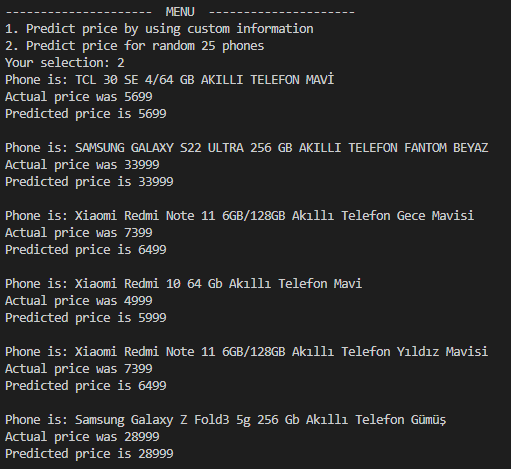 --------------------- MENU ---------------------
1. Predict price by using custom information
2. Predict price for random 25 phones
Your selection: 2
Phone is: TCL 30 SE 4/64 GB AKILLI TELEFON MAVİ
Actual price was 5699
Predicted price is 5699
Phone is: SAMSUNG GALAXY S22 ULTRA 256 GB AKILLI TELEFON FANTOM BEYAZ
Actual price was 33999
Predicted price is 33999
Phone is: Xiaomi Redmi Note 11 6GB/128GB Akıllı Telefon Gece Mavisi
Actual price was 7399
Predicted price is 6499
Phone is: Xiaomi Redmi 10 64 Gb Akıllı Telefon Mavi
Actual price was 4999
Predicted price is 5999
Phone is: Xiaomi Redmi Note 11 6GB/128GB Akıllı Telefon Yıldız Mavisi
Actual price was 7399
Predicted price is 6499
Phone is: Samsung Galaxy Z Fold3 5g 256 Gb Akıllı Telefon Gümüş
Actual price was 28999
Predicted price is 28999